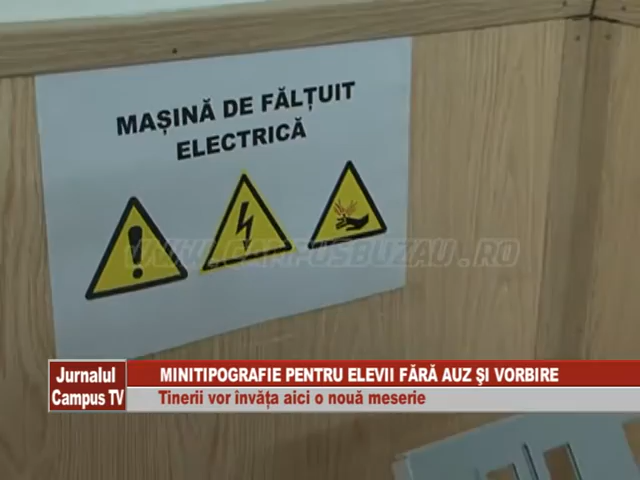 MAȘINĂ DE FĂLȚUIT
ELECTRICĂ
WWW.CAMPUSBUZAU.RO
Jurnalul
Campus TV
MINITIPOGRAFIE PENTRU ELEVII FĂRĂ AUZ ŞI VORBIRE
Tinerii vor învăța aici o nouă meserie